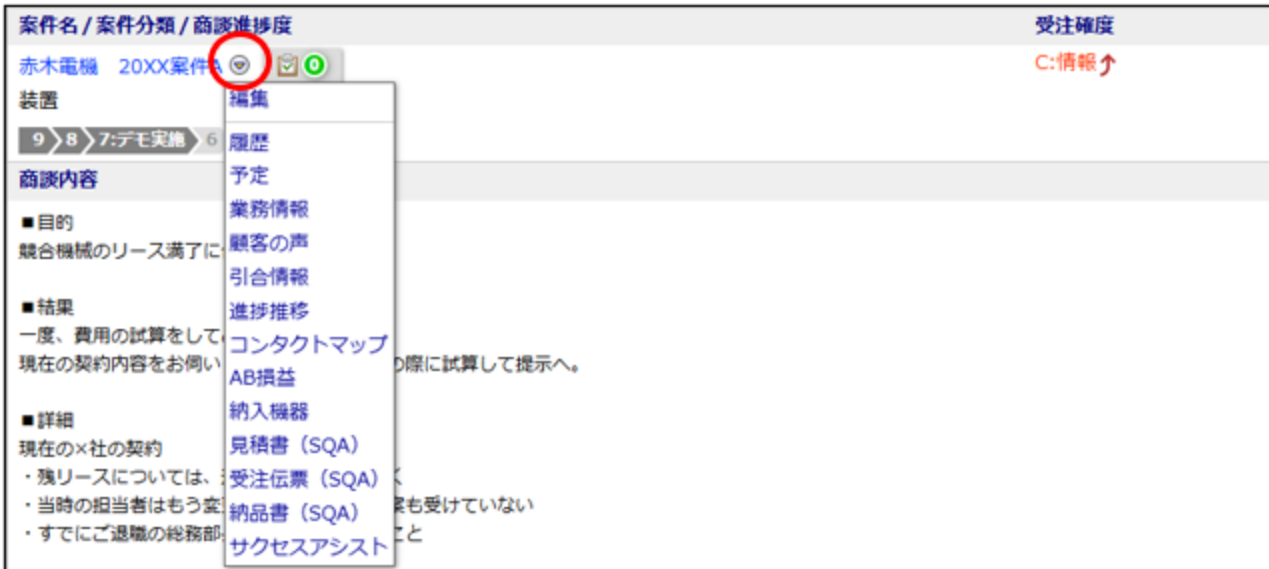 案件名 / 案件分類 / 商談進捗度 受注確度
赤木電機 20XX案件A 0 C:情報
装置
編集
9 8 7:デモ実施 6
履歴
商談内容
予定
業務情報
■目的
顧客の声
競合機械のリース満了に
引合情報
■結果
進捗推移
一度、費用の試算をして
コンタクトマップ
現在の契約内容をお伺い の際に試算して提示へ。
AB損益
納入機器
■詳細
見積書（SQA）
現在の×社の契約
・残リースについては、
受注伝票（SQA）
・当時の担当者はもう変 案も受けていない
納品書（SQA）
・すでにご退職の総務部 こと
サクセスアシスト